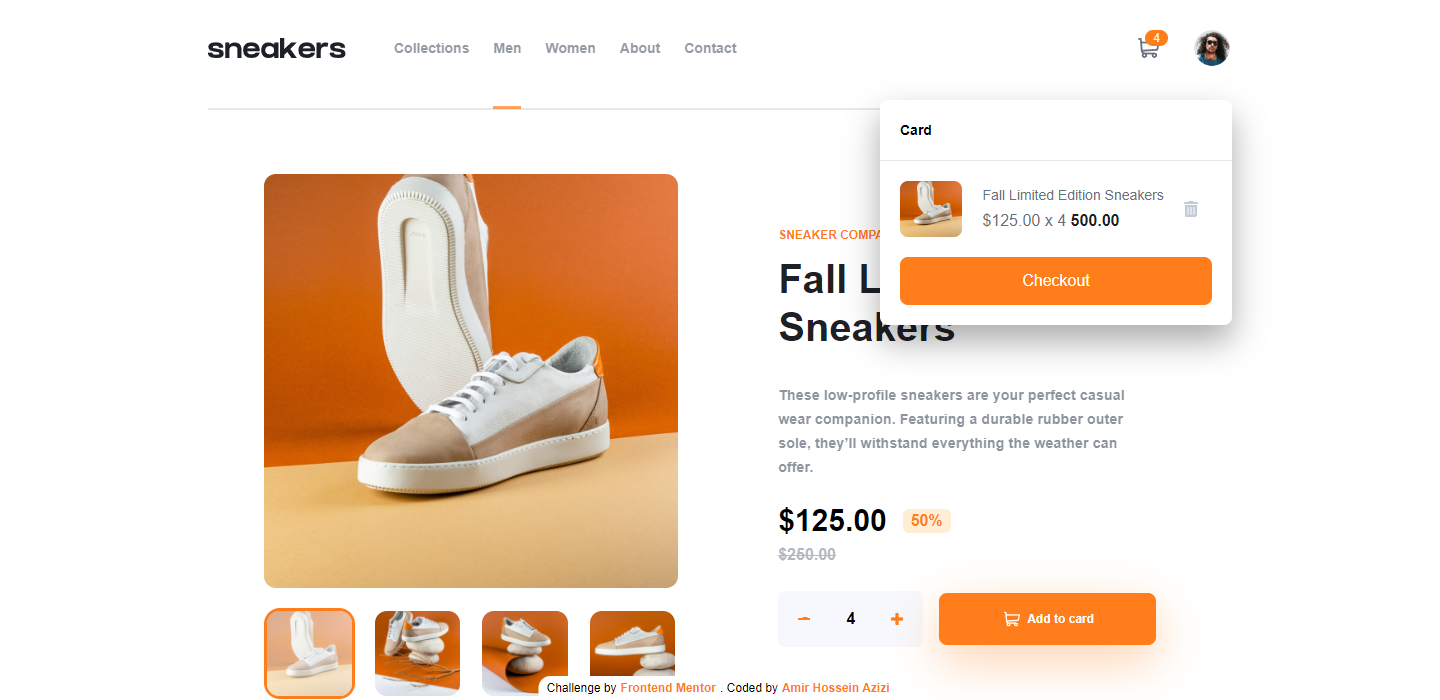 sneakers
Collections Men Women About Contact
4
Card
Fall Limited Edition Sneakers
$125.00 x 4 500.00
Checkout
SNEAKER COMPA
Fall L
Sneakers
These low-profile sneakers are your perfect casual
wear companion. Featuring a durable rubber outer
sole, they’ll withstand everything the weather can
offer.
$125.00 50%
$250.00
4
Add to card
Challenge by Frontend Mentor . Coded by Amir Hossein Azizi